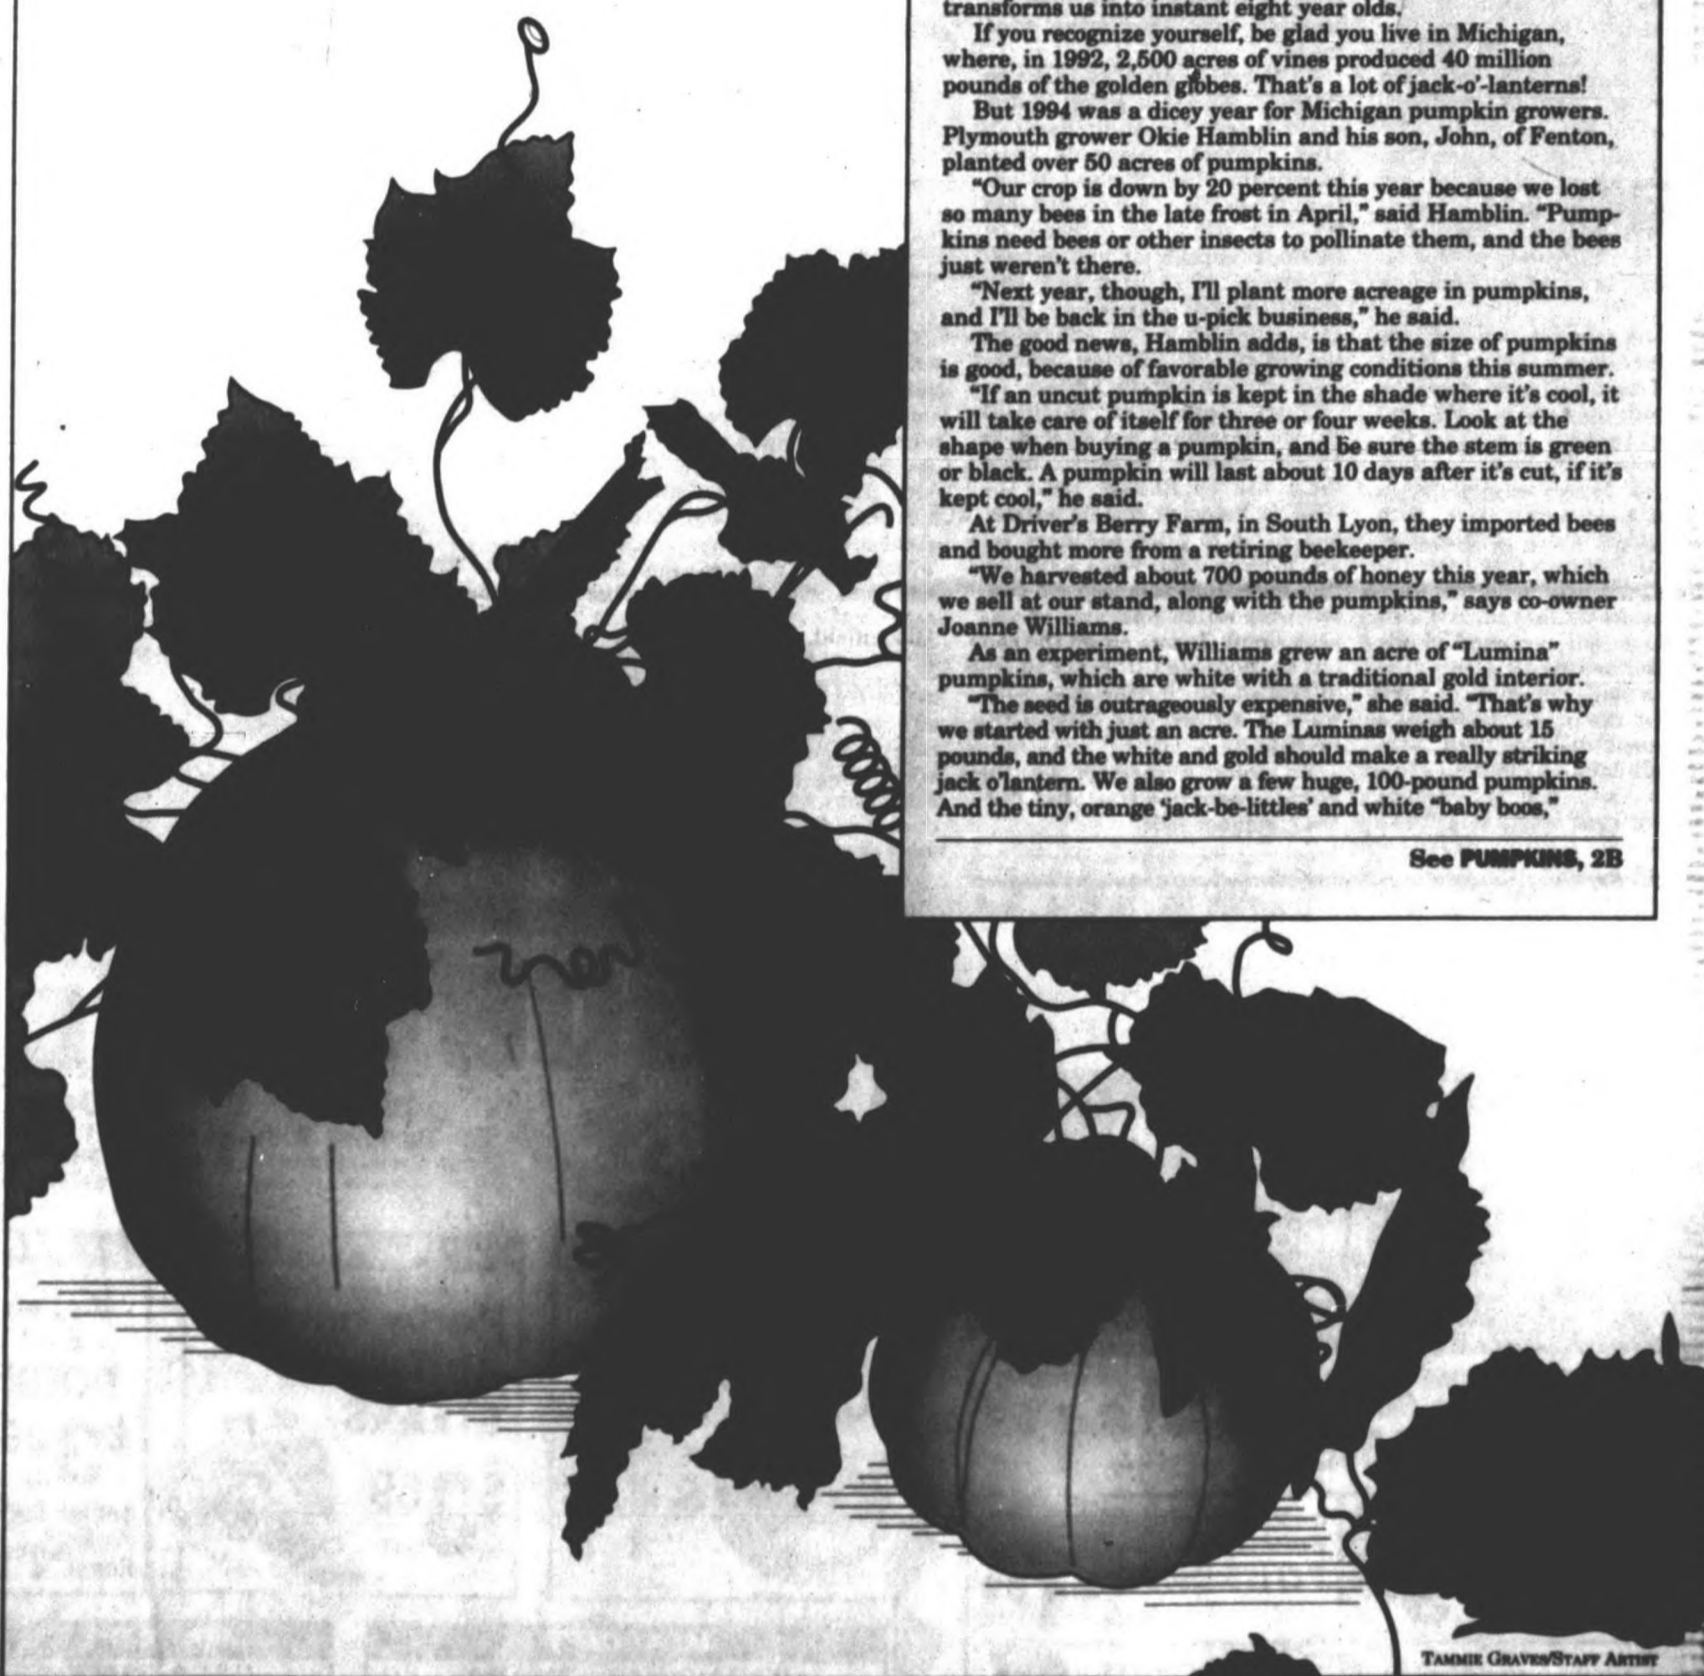 transforms us into instant eight year olds.
If you recognize yourself, be glad you live in Michigan,
where, in 1992, 2,500 acres of vines produced 40 million
pounds of the golden globes. That's a lot of jack-o'-lanterns!
But 1994 was a dicey year for Michigan pumpkin growers.
Plymouth grower Okie Hamblin and his son, John, of Fenton,
planted over 50 acres of pumpkins.
"Our crop is down by 20 percent this year because we lost
so many bees in the late frost in April," said Hamblin. "Pump-
kins need bees or other insects to pollinate them, and the bees
just weren't there.
"Next year, though, I'll plant more acreage in pumpkins,
and I'll be back in the u-pick business," he said.
The good news, Hamblin adds, is that the size of pumpkins
is good, because of favorable growing conditions this summer.
"If an uncut pumpkin is kept in the shade where it's cool, it
will take care of itself for three or four weeks. Look at the
shape when buying a pumpkin, and be sure the stem is green
or black. A pumpkin will last about 10 days after it's cut, if it's
kept cool," he said.
At Driver's Berry Farm, in South Lyon, they imported bees
and bought more from a retiring beekeeper.
"We harvested about 700 pounds of honey this year, which
we sell at our stand, along with the pumpkins," says co-owner
Joanne Williams.
As an experiment, Williams grew an acre of "Lumina"
pumpkins, which are white with a traditional gold interior.
"The seed is outrageously expensive," she said. "That's why
we started with just an acre. The Luminas weigh about 15
pounds, and the white and gold should make a really striking
jack o'lantern. We also grow a few huge, 100-pound pumpkins.
And the tiny, orange 'jack-be-littles' and white "baby boos,"
See PUMPKINS, 2B
TAMMIE GRAVES/STAFF ARTIST